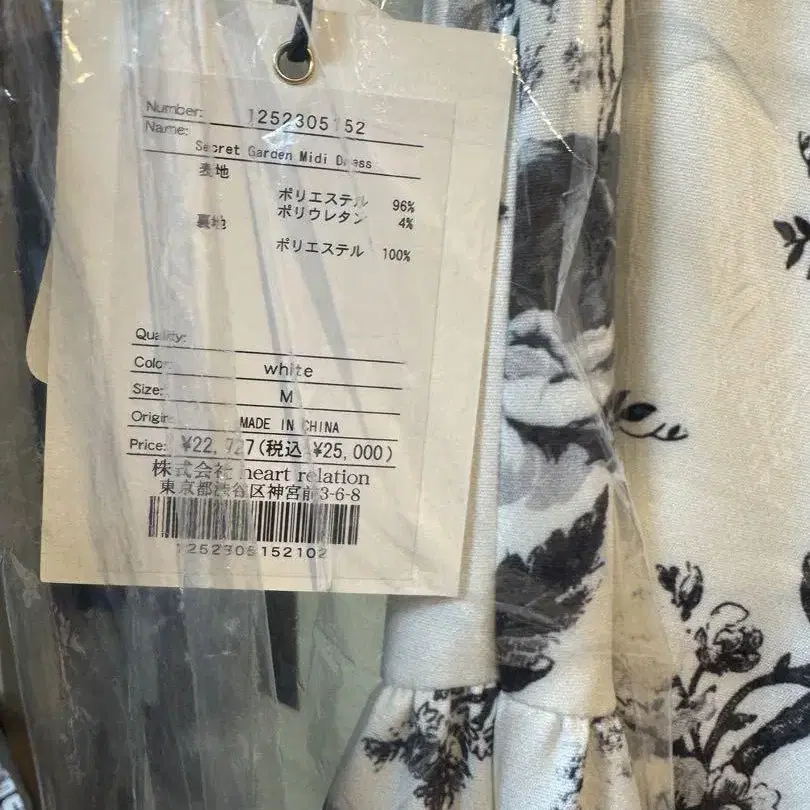 Number: 1252305152
Name:
Secret Garden Midi Dress
表地
ポリエステル 96%
ポリウレタン 4%
裏地
ポリエステル 100%
Quality:
Color: white
Size: M
Origin: MADE IN CHINA
Price: ¥22,727(税込 ¥25,000)
株式会社 heart relation
東京都渋谷区神宮前3-6-8
1252305152102